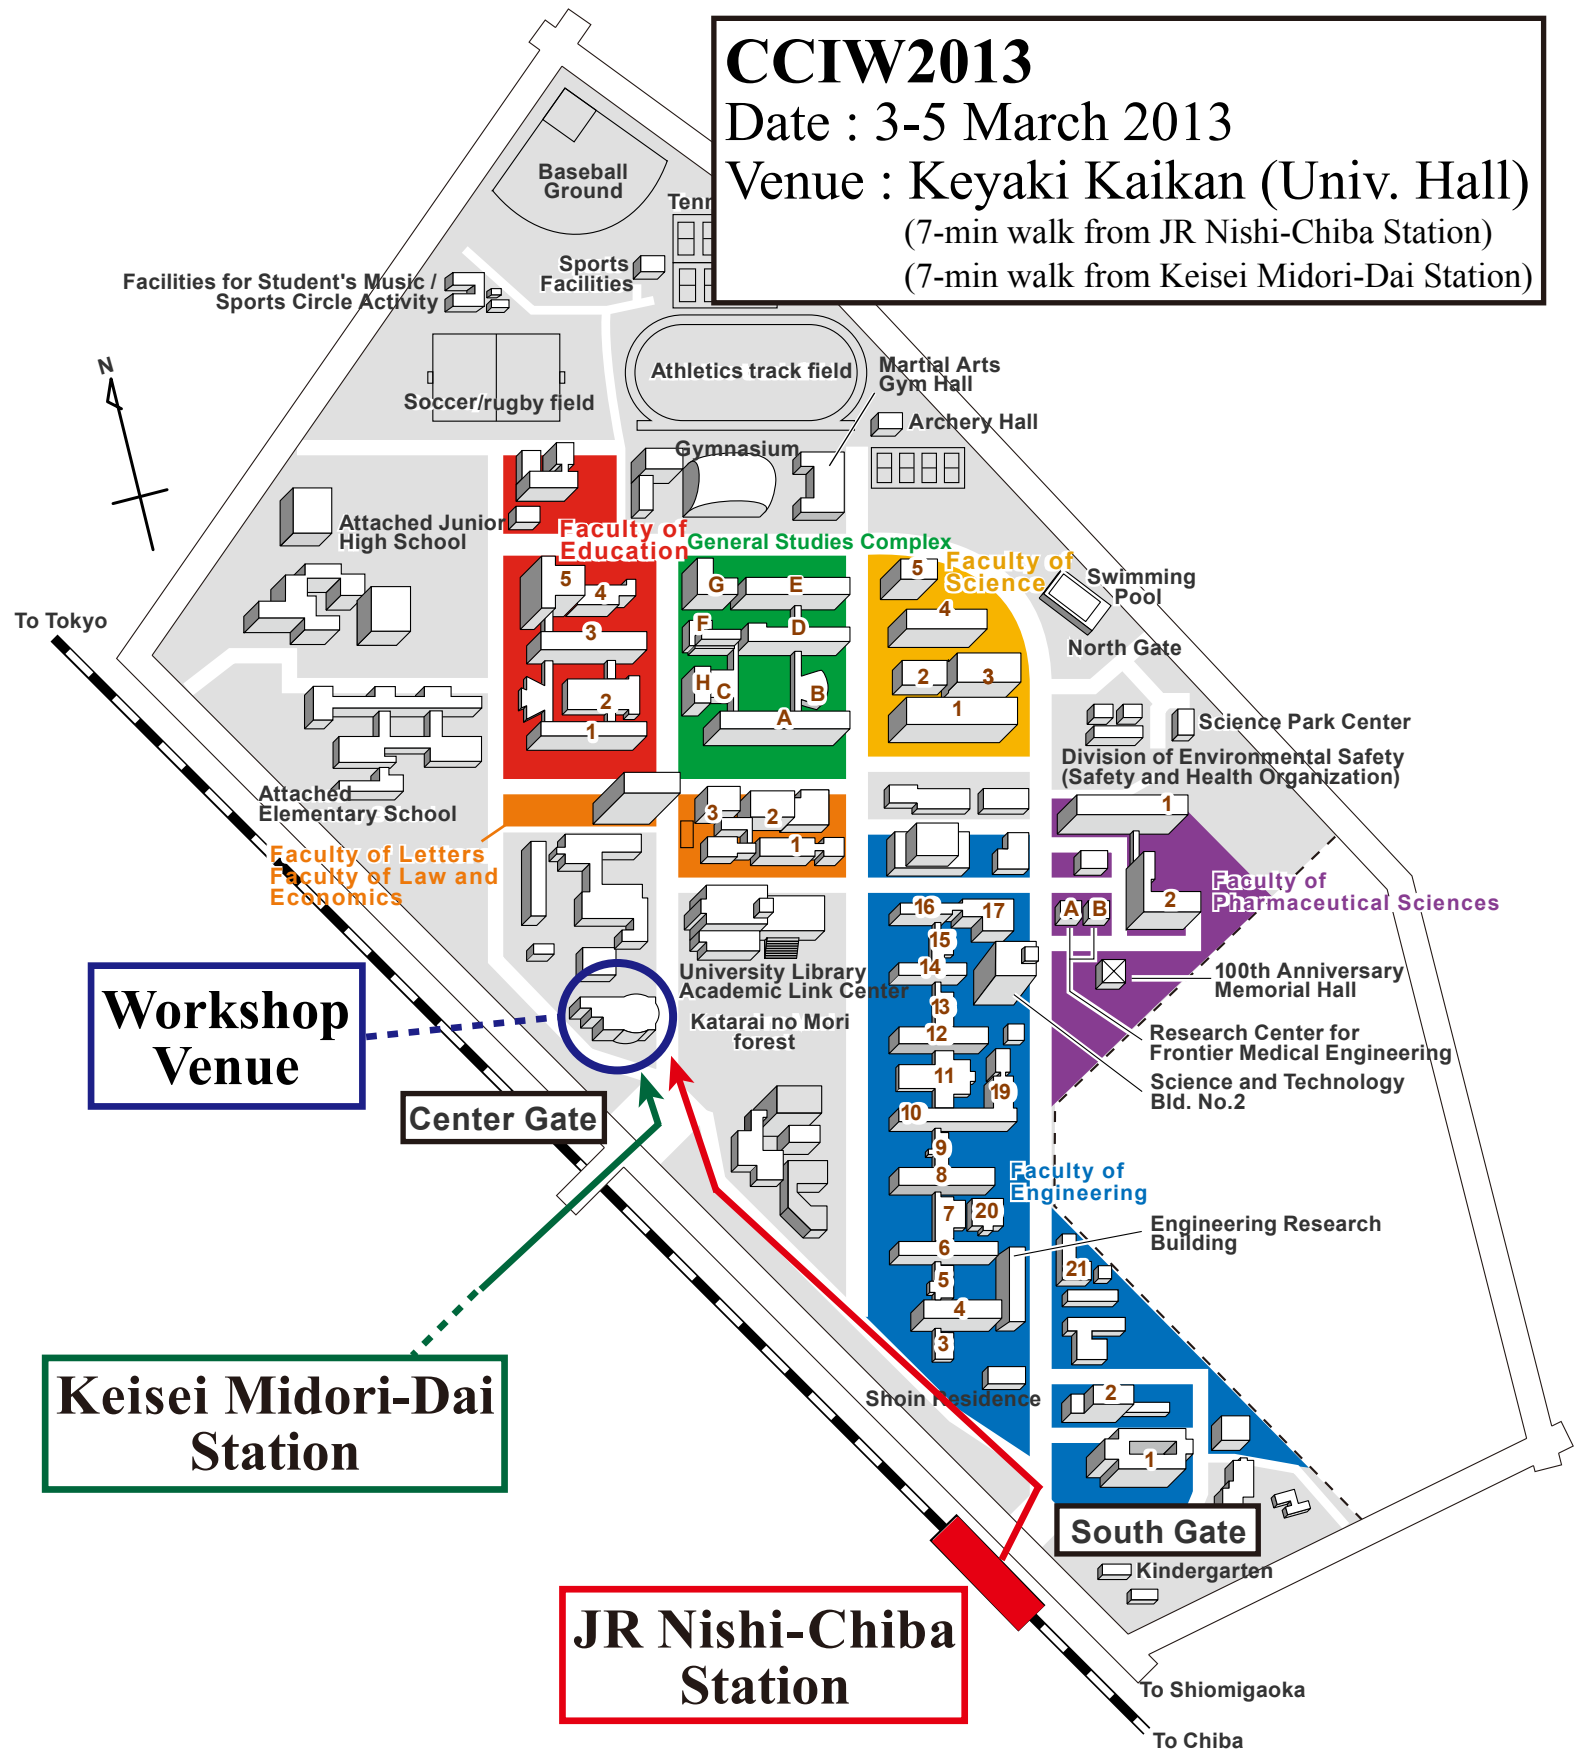 CCIW2013
Date : 3-5 March 2013
Venue : Keyaki Kaikan (Univ. Hall)
(7-min walk from JR Nishi-Chiba Station)
(7-min walk from Keisei Midori-Dai Station)
Baseball
Ground
Sports
Facilities
Facilities for Student's Music /
Sports Circle Activity
N
Athletics track field
Martial Arts
Gym Hall
Soccer/rugby field
Archery Hall
Gymnasium
Attached Junior
High School
Faculty of
Education
General Studies Complex
Faculty of
Science
Swimming
Pool
North Gate
To Tokyo
5
4
3
2
1
G
E
F
D
H
C
B
A
5
4
2
3
1
Science Park Center
Division of Environmental Safety
(Safety and Health Organization)
Attached
Elementary School
3
2
1
1
Faculty of Letters
Faculty of Law and
Economics
Faculty of
Pharmaceutical Sciences
2
A
B
16
17
15
14
13
12
11
19
10
9
8
7
20
6
5
4
3
21
2
1
University Library
Academic Link Center
Katarai no Mori
forest
100th Anniversary
Memorial Hall
Research Center for
Frontier Medical Engineering
Science and Technology
Bld. No.2
Workshop
Venue
Center Gate
Faculty of
Engineering
Engineering Research
Building
Keisei Midori-Dai
Station
Shoin Residence
South Gate
Kindergarten
JR Nishi-Chiba
Station
To Shiomigaoka
To Chiba